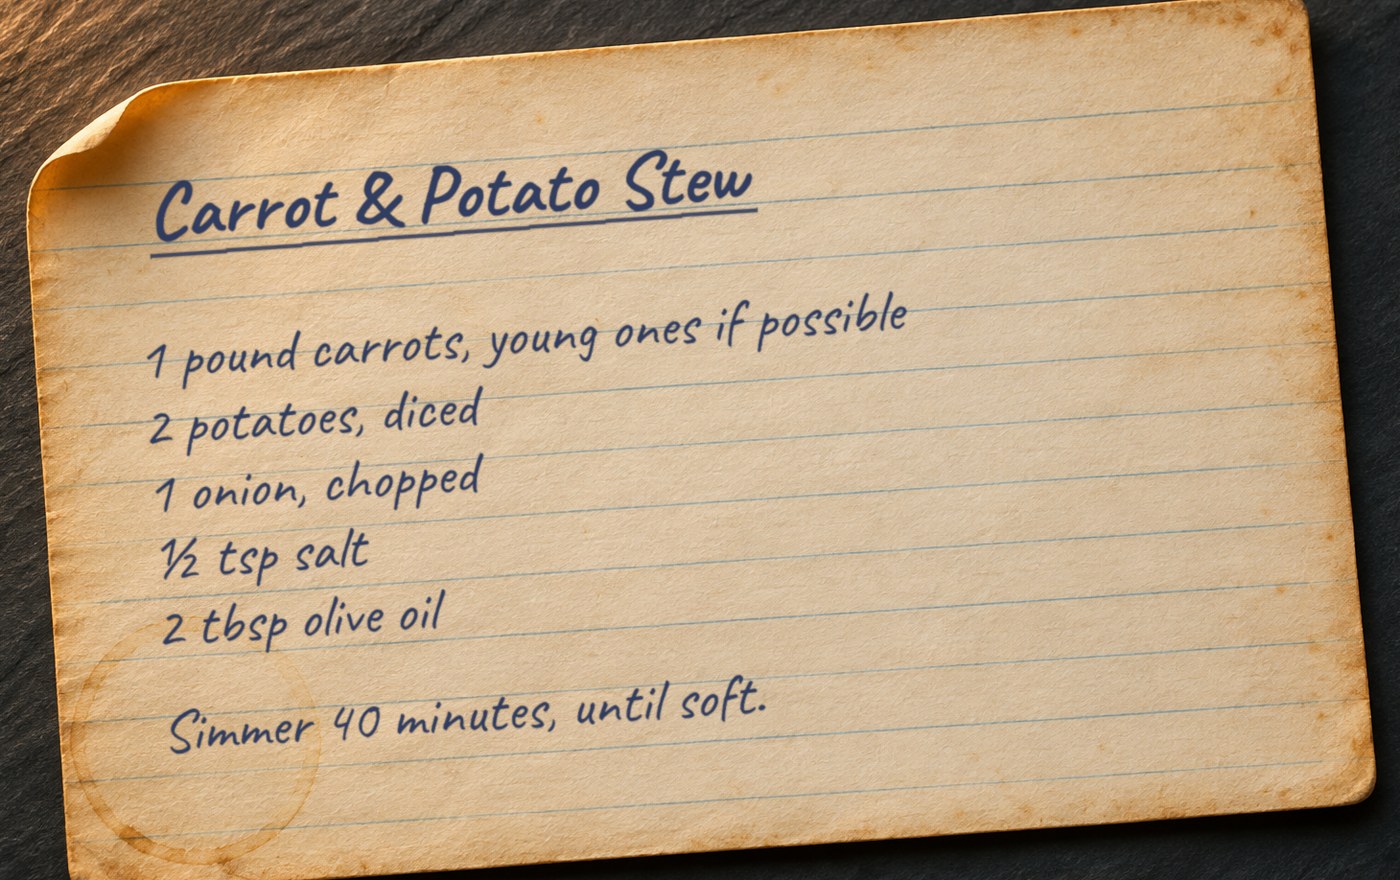 Carrot & Potato Stew
1 pound carrots, young ones if possible
2 potatoes, diced
1 onion, chopped
½ tsp salt
2 tbsp olive oil
Simmer 40 minutes, until soft.